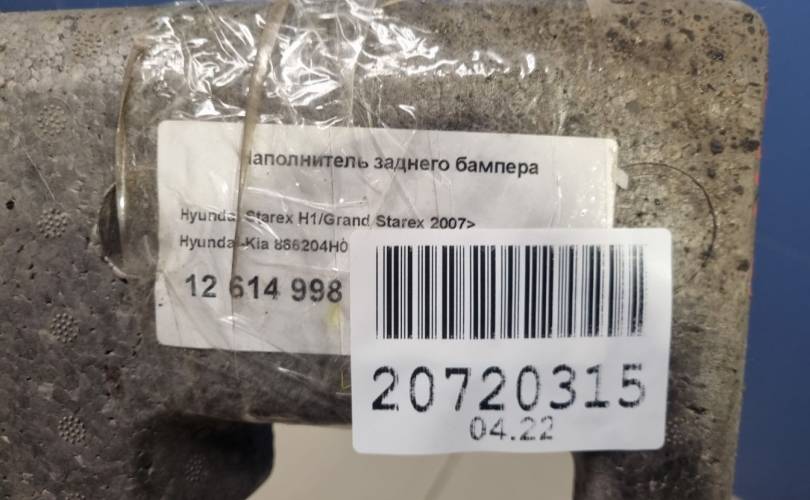 Наполнитель заднего бампера
Hyundai Starex H1/Grand Starex 2007>
Hyundai-Kia 866204H0
12 614 998
20720315
04.22